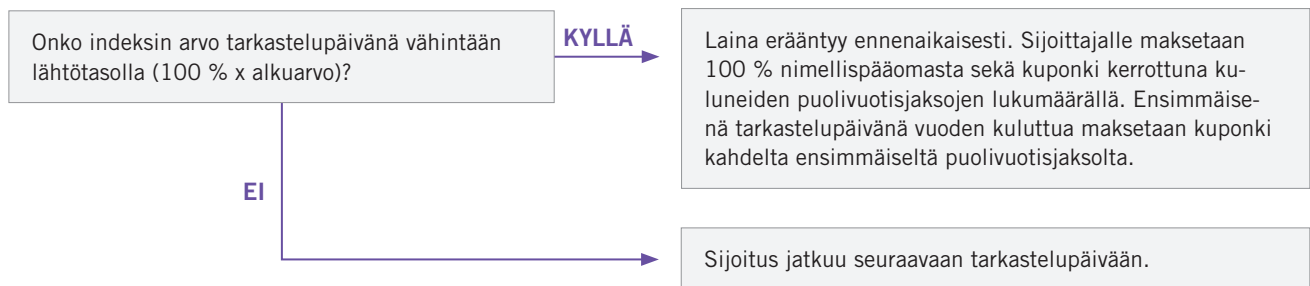 Onko indeksin arvo tarkastelupäivänä vähintään
lähtötasolla (100 % x alkuarvo)?
KYLLÄ
Laina erääntyy ennenaikaisesti. Sijoittajalle maksetaan
100 % nimellispääomasta sekä kuponki kerrottuna ku-
luneiden puolivuotisjaksojen lukumäärällä. Ensimmäise-
nä tarkastelupäivänä vuoden kuluttua maksetaan kuponki
kahdelta ensimmäiseltä puolivuotisjaksolta.
EI
Sijoitus jatkuu seuraavaan tarkastelupäivään.